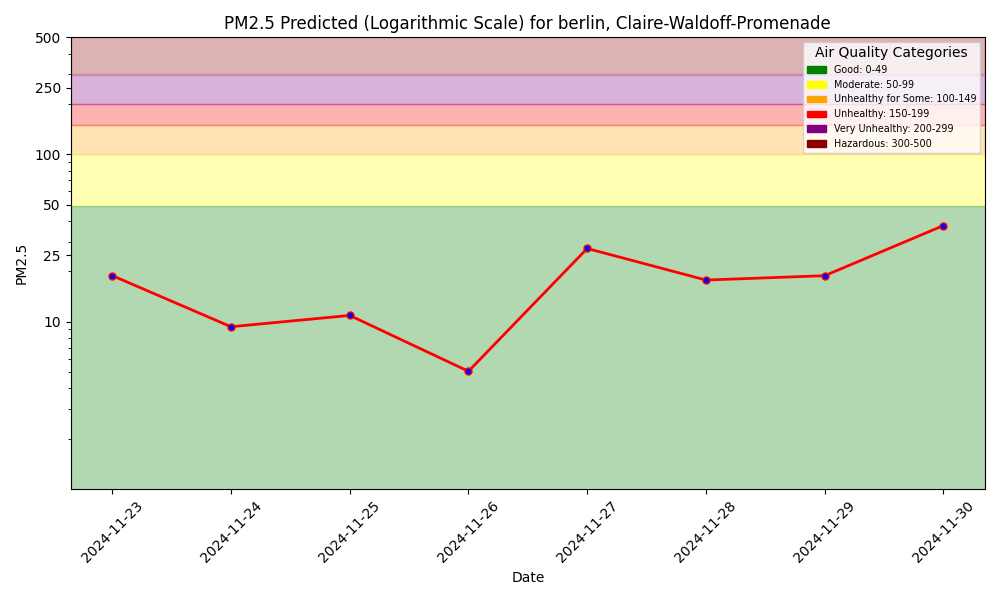 PM2.5 Predicted (Logarithmic Scale) for berlin, Claire-Waldoff-Promenade
500
250
100
50
25
10
PM2.5
Air Quality Categories
Good: 0-49
Moderate: 50-99
Unhealthy for Some: 100-149
Unhealthy: 150-199
Very Unhealthy: 200-299
Hazardous: 300-500
2024-11-23
2024-11-24
2024-11-25
2024-11-26
2024-11-27
2024-11-28
2024-11-29
2024-11-30
Date